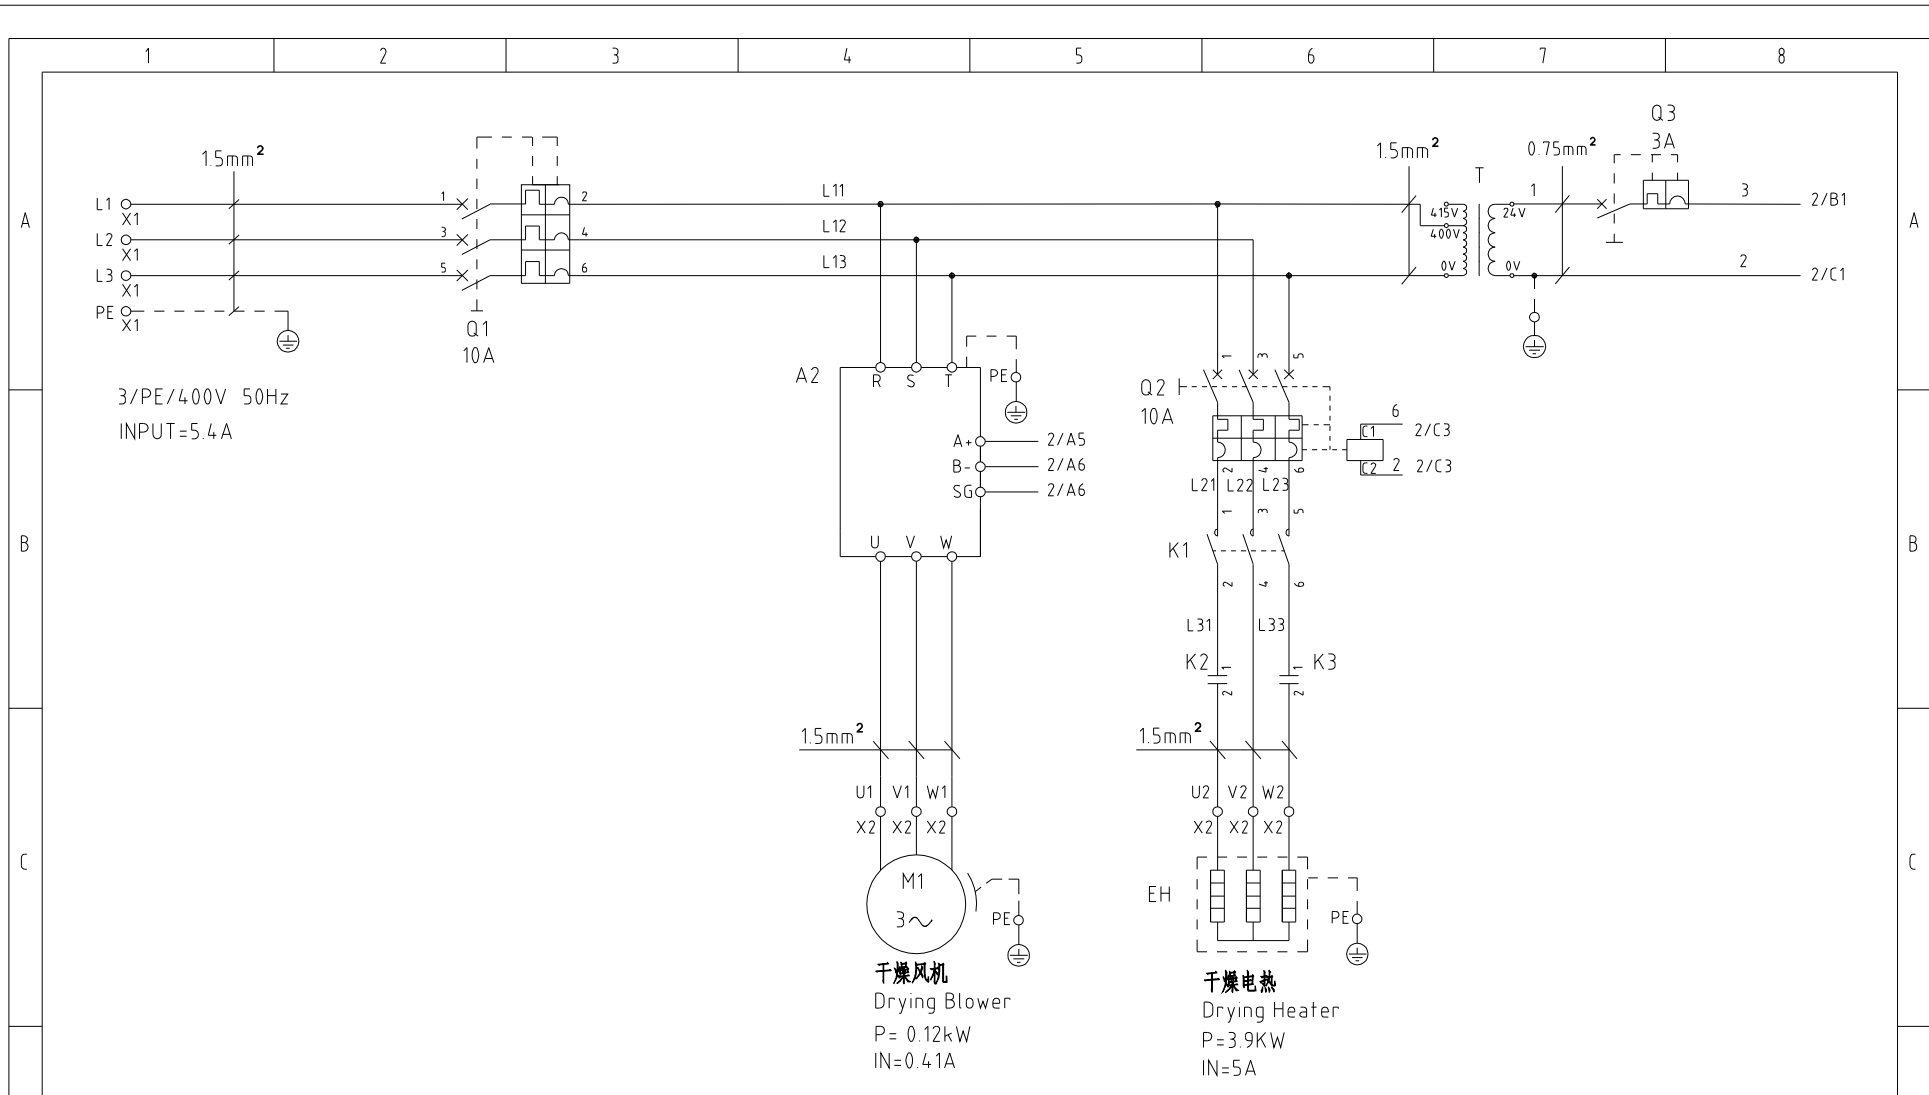 1 2 3 4 5 6 7 8
A A
B B
C C
1.5mm²
L1
X1
L2
X1
L3
X1
PE
X1
3/PE/400V 50Hz
INPUT=5.4A
1 2
3 4
5 6
Q1
10A
L11
L12
L13
A2
R S T
PE
A+ 2/A5
B- 2/A6
SG 2/A6
U V W
1.5mm²
U1 V1 W1
X2 X2 X2
M1
3~
PE
干燥风机
Drying Blower
P= 0.12kW
IN=0.41A
1 3 5
Q2
10A
2 4 6
C1 6 2/C3
C2 2 2/C3
L21 L22 L23
1 3 5
K1
2 4 6
L31 L33
K2 1 2
K3 1 2
1.5mm²
U2 V2 W2
X2 X2 X2
EH
PE
干燥电热
Drying Heater
P=3.9KW
IN=5A
1.5mm²
T
415V
400V
0V
24V
0V
1
0.75mm²
Q3
3A
3 2/B1
2 2/C1